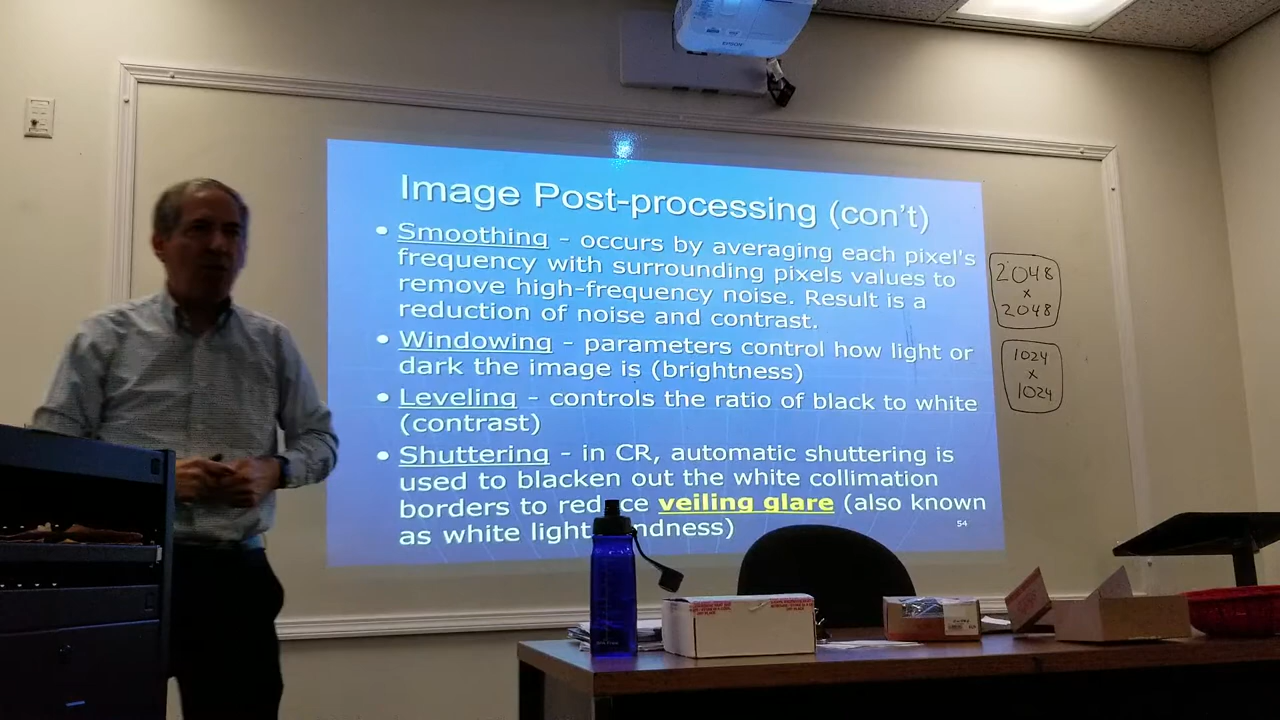 EPSON
Image Post-processing (con't)
• Smoothing - occurs by averaging each pixel's
frequency with surrounding pixels values to
remove high-frequency noise. Result is a
reduction of noise and contrast.
• Windowing - parameters control how light or
dark the image is (brightness)
• Leveling - controls the ratio of black to white
(contrast)
• Shuttering - in CR, automatic shuttering is
used to blacken out the white collimation
borders to reduce veiling glare (also known
as white light
54
2048
x
2048
1024
x
1024